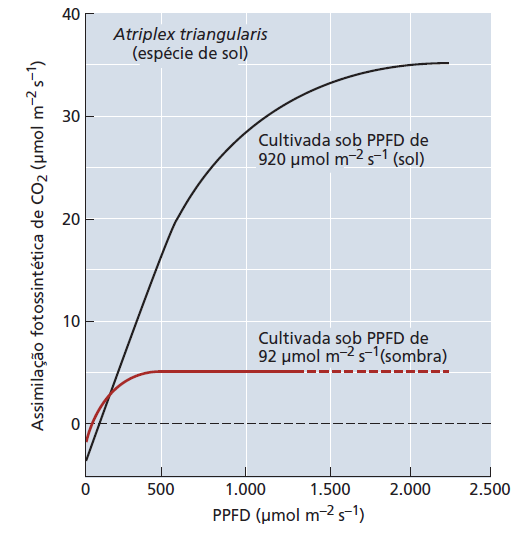 Atriplex triangularis
(espécie de sol)
Cultivada sob PPFD de
920 µmol m⁻² s⁻¹ (sol)
Cultivada sob PPFD de
92 µmol m⁻² s⁻¹(sombra)
Assimilação fotossintética de CO₂ (µmol m⁻² s⁻¹)
40
30
20
10
0
0 500 1.000 1.500 2.000 2.500
PPFD (µmol m⁻² s⁻¹)